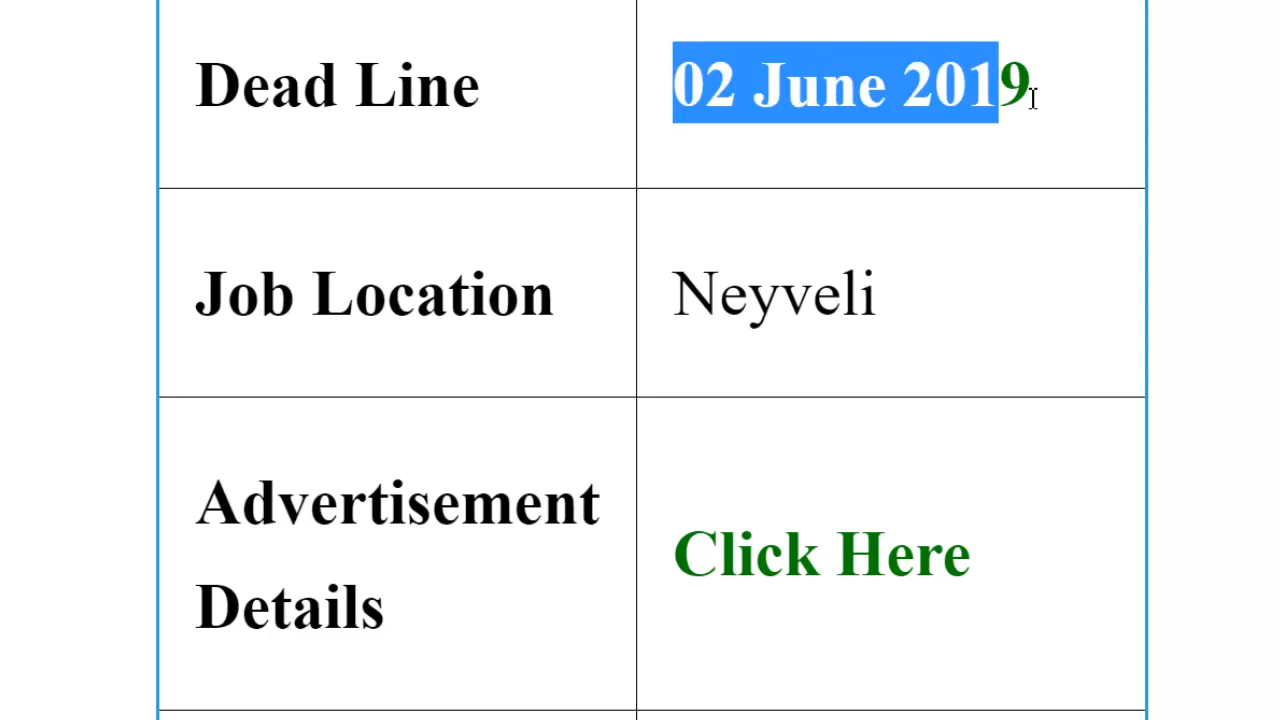 Dead Line
02 June 2019
Job Location
Neyveli
Advertisement
Details
Click Here